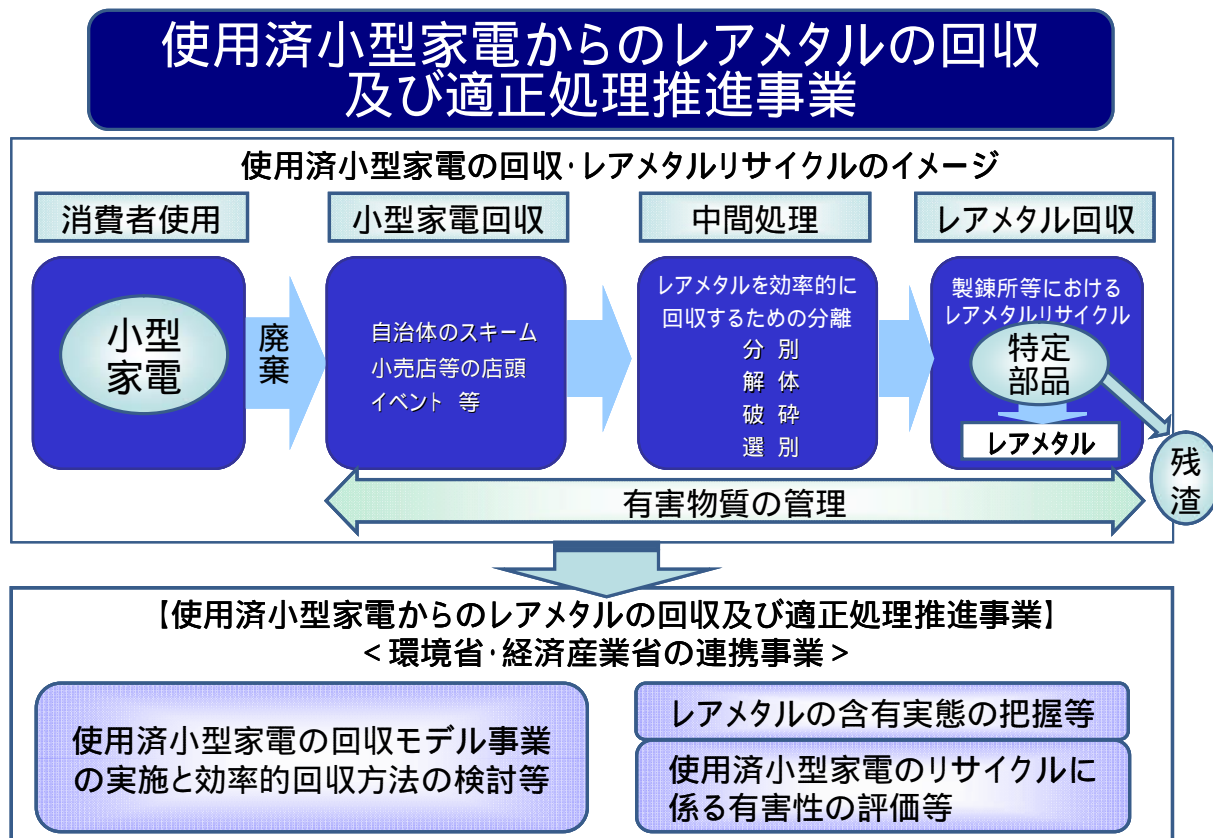 使用済小型家電からのレアメタルの回収
及び適正処理推進事業
使用済小型家電の回収・レアメタルリサイクルのイメージ
消費者使用
小型家電回収
中間処理
レアメタル回収
小型
家電
廃棄
自治体のスキーム
小売店等の店頭
イベント 等
レアメタルを効率的に
回収するための分離
分 別
解 体
破 砕
選 別
製錬所等における
レアメタルリサイクル
特定
部品
レアメタル
残渣
有害物質の管理
【使用済小型家電からのレアメタルの回収及び適正処理推進事業】
<環境省・経済産業省の連携事業>
使用済小型家電の回収モデル事業
の実施と効率的回収方法の検討等
レアメタルの含有実態の把握等
使用済小型家電のリサイクルに
係る有害性の評価等